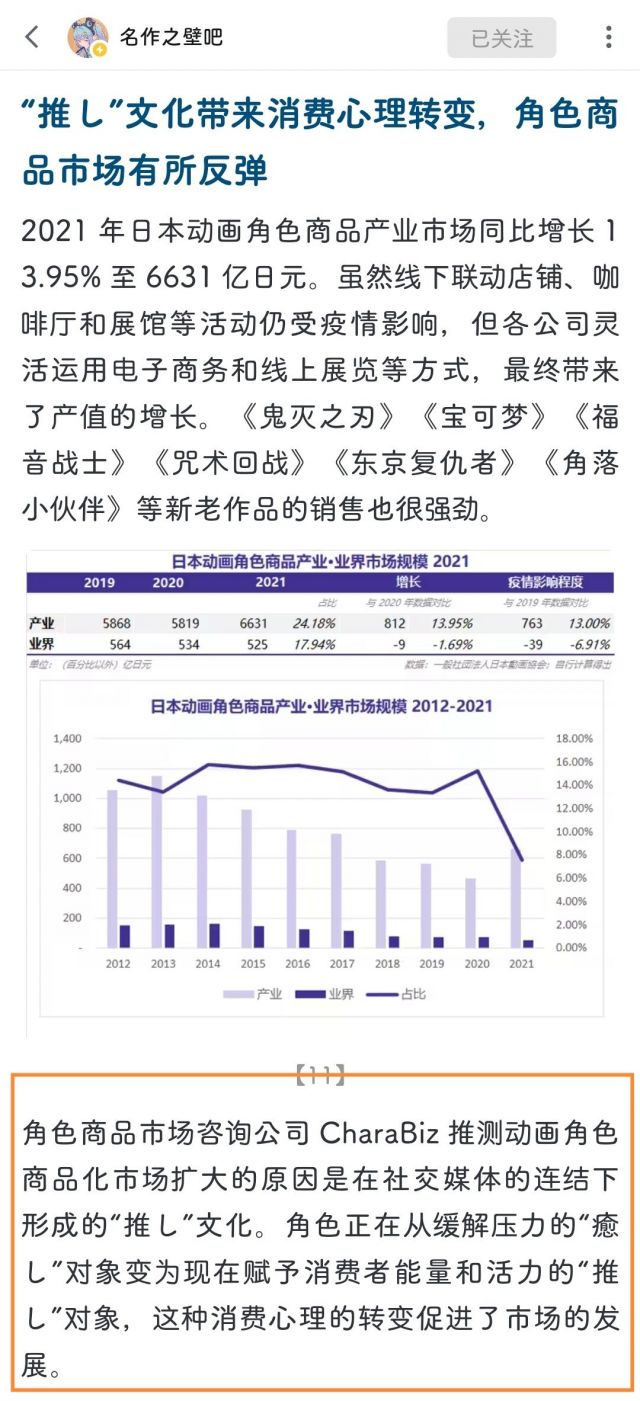 名作之壁吧
已关注
“推し”文化带来消费心理转变，角色商
品市场有所反弹
2021 年日本动画角色商品产业市场同比增长 1
3.95% 至 6631 亿日元。虽然线下联动店铺、咖
啡厅和展馆等活动仍受疫情影响，但各公司灵
活运用电子商务和线上展览等方式，最终带来
了产值的增长。《鬼灭之刃》《宝可梦》《福
音战士》《咒术回战》《东京复仇者》《角落
小伙伴》等新老作品的销售也很强劲。
日本动画角色商品产业·业界市场规模 2021
2019 2020 2021 增长 疫情影响程度
占比 与 2020 年数据对比 与 2019 年数据对比
产业 5868 5819 6631 24.18% 812 13.95% 763 13.00%
业界 564 534 525 17.94% -9 -1.69% -39 -6.91%
单位：（百分比以外）亿日元 数据：一般社团法人日本動画協会；自行计算得出
日本动画角色商品产业·业界市场规模 2012-2021
1,400 18.00%
1,200 16.00%
1,000 14.00%
800 12.00%
600 10.00%
400 8.00%
200 6.00%
- 4.00%
2.00%
0.00%
2012 2013 2014 2015 2016 2017 2018 2019 2020 2021
产业 业界 占比
【11】
角色商品市场咨询公司 CharaBiz 推测动画角色
商品化市场扩大的原因是在社交媒体的连结下
形成的“推し”文化。角色正在从缓解压力的“癒
し”对象变为现在赋予消费者能量和活力的“推
し”对象，这种消费心理的转变促进了市场的发
展。